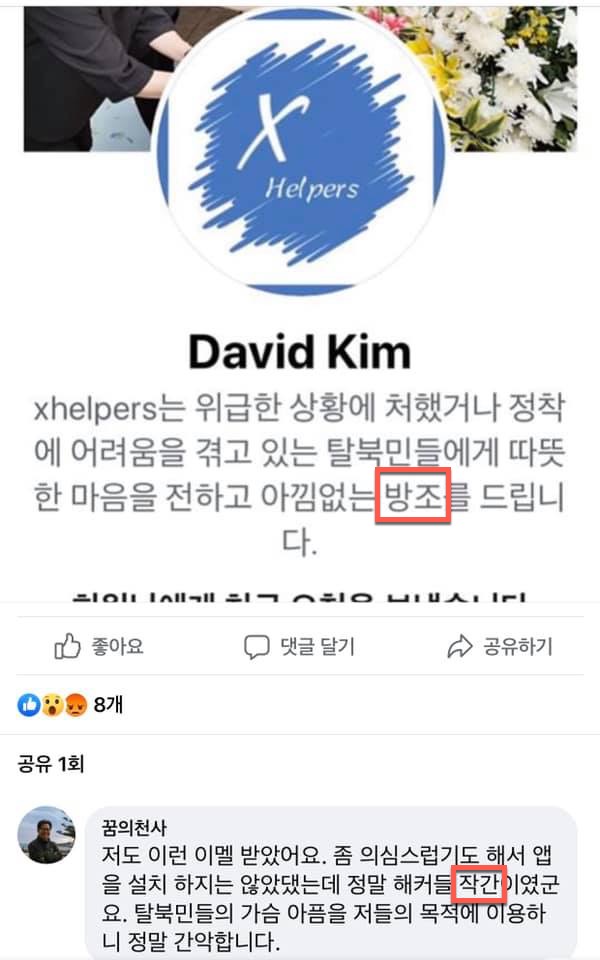 X
Helpers
David Kim
xhelpers는 위급한 상황에 처했거나 정착
에 어려움을 겪고 있는 탈북민들에게 따뜻
한 마음을 전하고 아낌없는 방조를 드립니
다.
좋아요
댓글 달기
공유하기
8개
공유 1회
꿈의천사
저도 이런 이멜 받았어요. 좀 의심스럽기도 해서 앱
을 설치 하지는 않았댔는데 정말 해커들 작간이였군
요. 탈북민들의 가슴 아픔을 저들의 목적에 이용하
니 정말 간악합니다.